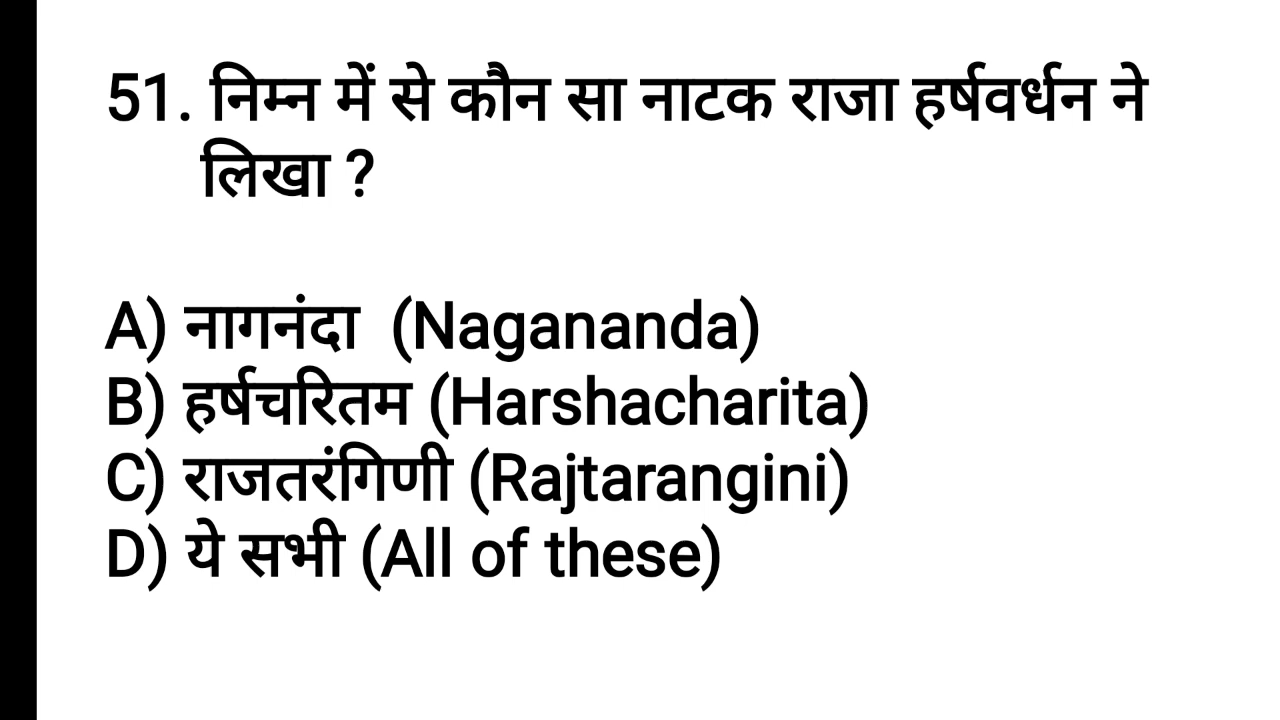 51. निम्न में से कौन सा नाटक राजा हर्षवर्धन ने
लिखा ?
A) नागनंदा (Nagananda)
B) हर्षचरितम (Harshacharita)
C) राजतरंगिणी (Rajtarangini)
D) ये सभी (All of these)